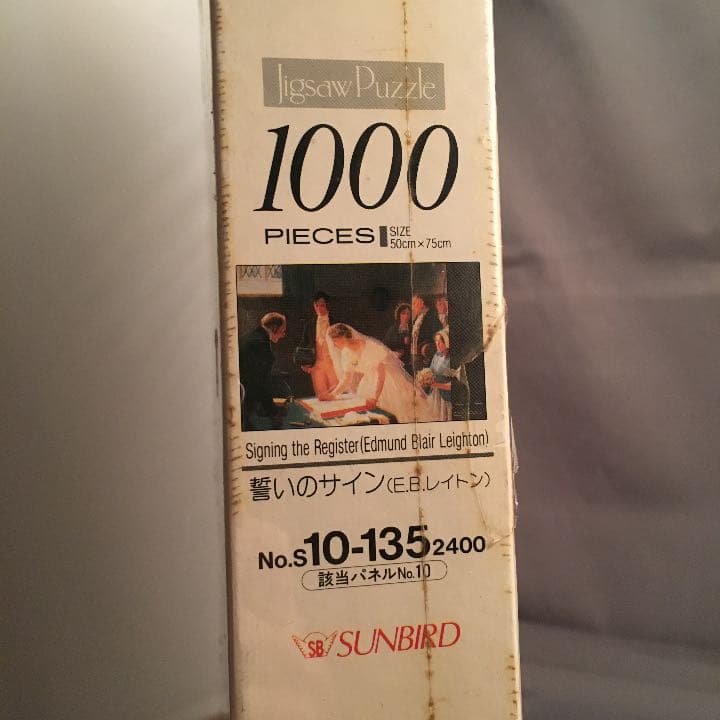 Jigsaw Puzzle
1000
PIECES SIZE
50cm×75cm
Signing the Register(Edmund Blair Leighton)
誓いのサイン(E.B.レイトン)
No.S10-135 2400
該当パネルNo.10
SB SUNBIRD